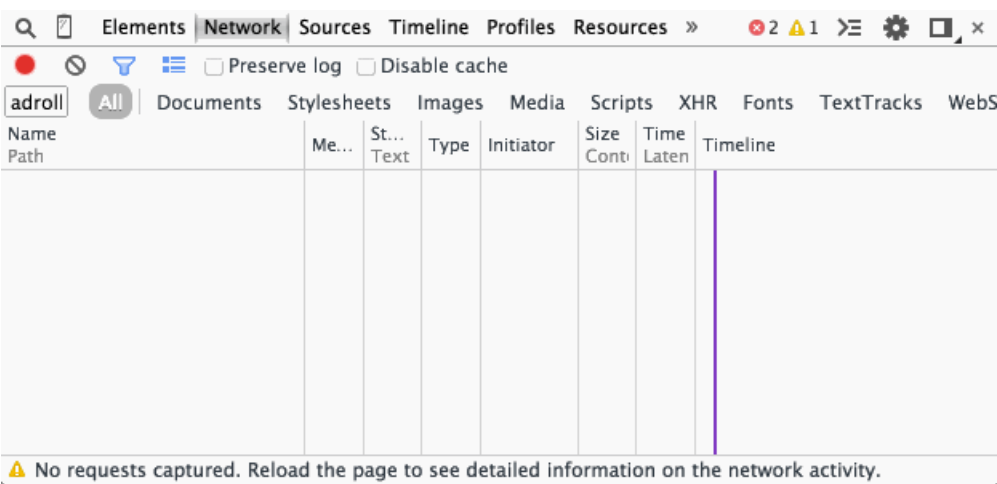 Elements Network Sources Timeline Profiles Resources » 2 1
Preserve log Disable cache
adroll All Documents Stylesheets Images Media Scripts XHR Fonts TextTracks WebS
Name Me... St... Type Initiator Size Time Timeline
Path Text Conte Laten
No requests captured. Reload the page to see detailed information on the network activity.